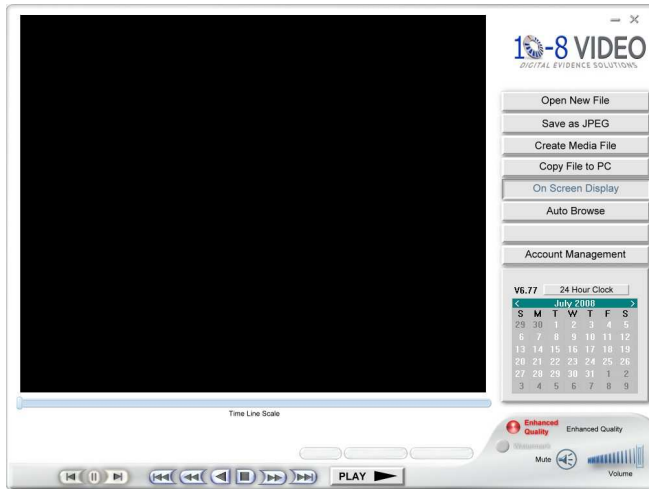 10-8 VIDEO
DIGITAL EVIDENCE SOLUTIONS
Open New File
Save as JPEG
Create Media File
Copy File to PC
On Screen Display
Auto Browse
Account Management
V6.77 24 Hour Clock
< July 2008 >
S M T W T F S
29 30 1 2 3 4 5
6 7 8 9 10 11 12
13 14 15 16 17 18 19
20 21 22 23 24 25 26
27 28 29 30 31 1 2
3 4 5 6 7 8 9
Time Line Scale
Enhanced Quality Enhanced Quality
Mute
Volume
PLAY